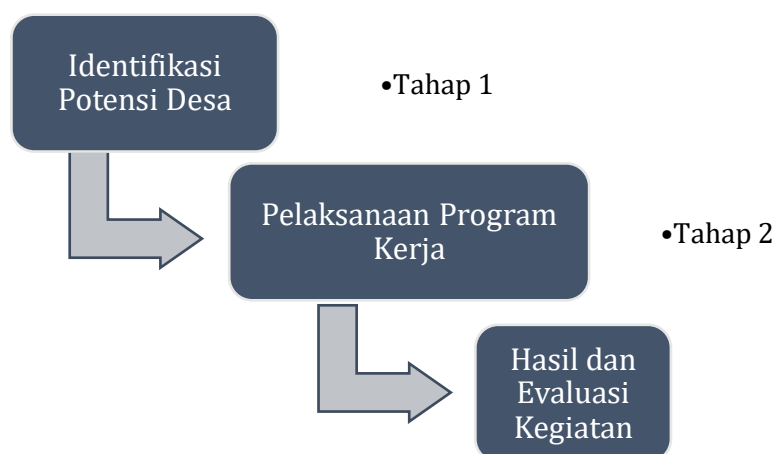 Identifikasi
Potensi Desa
•Tahap 1
Pelaksanaan Program
Kerja
•Tahap 2
Hasil dan
Evaluasi
Kegiatan